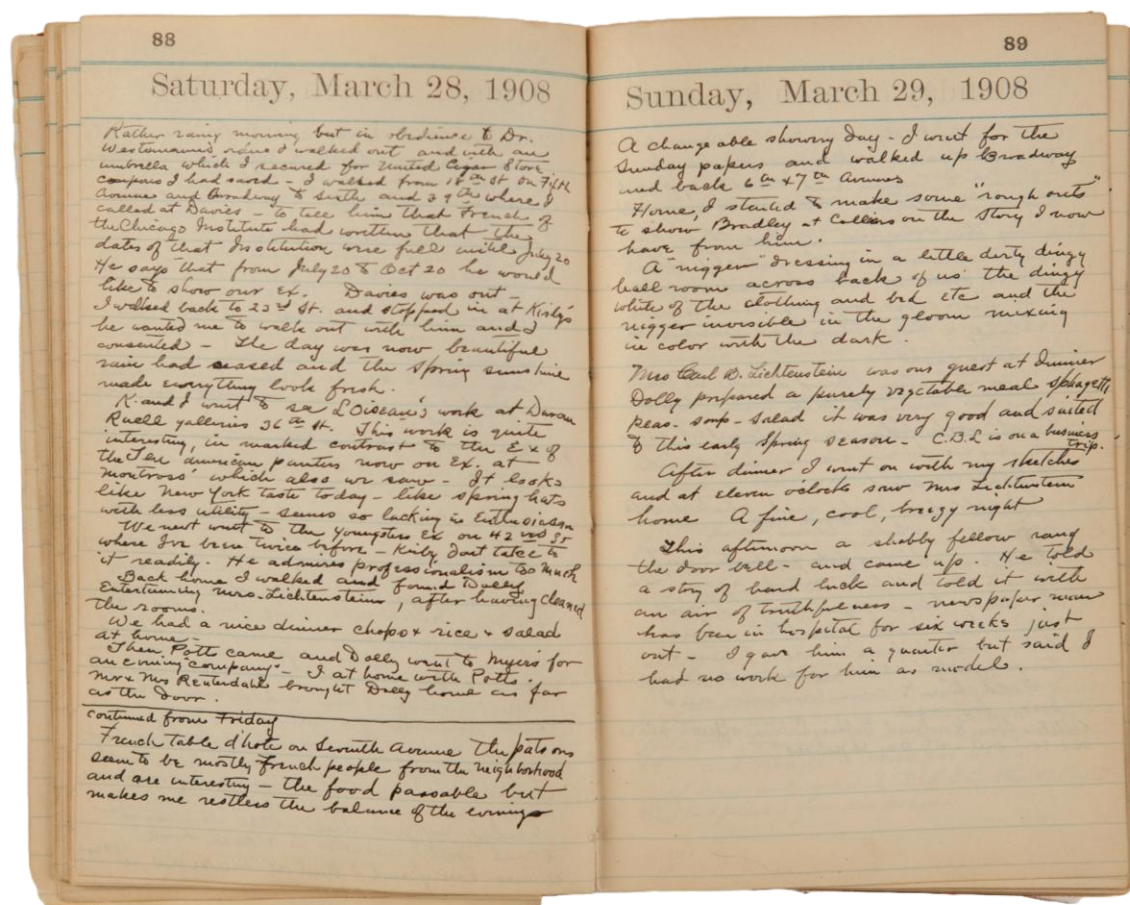 88
Saturday, March 28, 1908
Rather rainy morning but in obedience to Dr.
Westermann's orders I walked out and with an
umbrella which I secured for United Cigar Store
coupons I had saved - I walked from 18th St on Fifth
Avenue and Broadway to Sixth and 39th where I
called at Davies - to tell him that French of
the Chicago Institute had written that the
dates of that Institution were full until July 20
He says that from July 20 to Oct 20 he would
like to show our Ex. Davies was out -
I walked back to 23rd St. and stopped in at Kirby's
he wanted me to walk out with him and I
consented - The day was now beautiful
rain had ceased and the Spring sunshine
made everything look fresh.
K. and I went to see L'Oiseau's work at Duran
Ruell galleries 36th St. This work is quite
interesting, in marked contrast to the Ex of
the Ten American painters now on Ex. at
Montross' which also we saw - It looks
like New York taste today - like spring hats
with less utility - seems so lacking in Enthusiasm
We next went to the Youngsters Ex on 42nd St
where I've been twice before - Kirby don't take to
it readily. He admires professionalism too much
Back home I walked and found Dolly
Entertaining Mrs. Lichtenstein, after having cleaned
the rooms.
We had a nice dinner chops & rice & salad
at home -
Then Potts came and Dolly went to Myers' for
an evening "company" - I at home with Potts.
Mr & Mrs Reuterdahl brought Dolly home as far
as the door.
continued from Friday
French table d'hote on Seventh Avenue the patrons
seem to be mostly French people from the neighborhood
and are interesting - the food passable but
makes me restless the balance of the evening
89
Sunday, March 29, 1908
A changeable showery day - I went for the
Sunday papers and walked up Broadway
and back 6th & 7th Avenues
Home, I started to make some "rough outs"
to show Bradley at Colliers on the story I now
have from him.
A "nigger" dressing in a little dirty dingy
hall room across back of us the dingy
white of the clothing and bed etc and the
nigger invisible in the gloom mixing
in color with the dark.
Mrs Carl B. Lichtenstein was our guest at dinner
Dolly prepared a purely vegetable meal sphagetti
peas - soup - salad it was very good and suited
to this early Spring season - C.B.L is on a business
trip.
After dinner I went on with my sketches
and at eleven o'clock saw Mrs Lichtenstein
home A fine, cool, breezy night
This afternoon a shabby fellow rang
the door bell - and came up. He told
a story of hard luck and told it with
an air of truthfulness - newspaper man
has been in hospital for six weeks just
out - I gave him a quarter but said I
had no work for him as model.